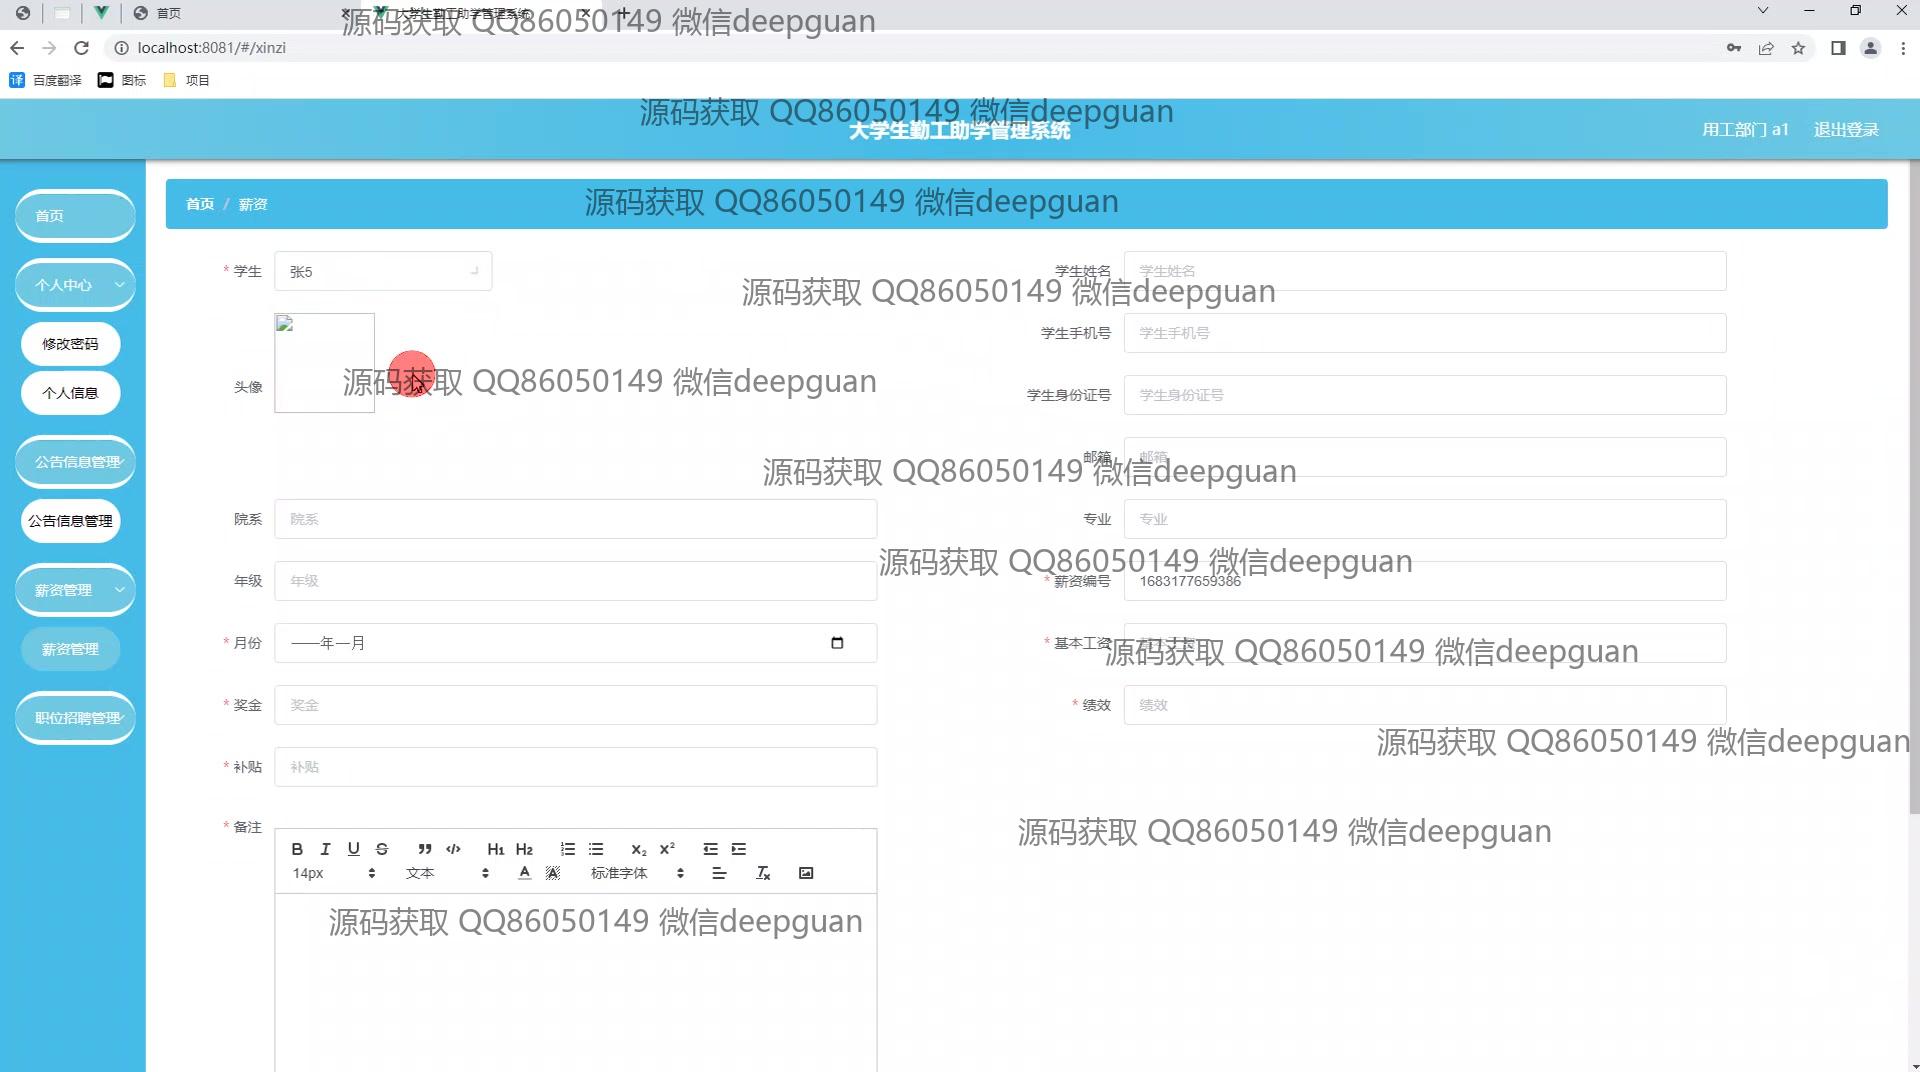 首页
大学生勤工助学管理系统
源码获取 QQ86050149 微信deepguan
localhost:8081/#/xinzi
译 百度翻译 图标 项目
源码获取 QQ86050149 微信deepguan
大学生勤工助学管理系统
用工部门 a1 退出登录
首页 / 薪资
源码获取 QQ86050149 微信deepguan
首页
个人中心
修改密码
个人信息
公告信息管理
公告信息管理
薪资管理
薪资管理
职位招聘管理
* 学生 张5
学生姓名 学生姓名
源码获取 QQ86050149 微信deepguan
学生手机号 学生手机号
头像
源码获取 QQ86050149 微信deepguan
学生身份证号 学生身份证号
邮箱 邮箱
源码获取 QQ86050149 微信deepguan
院系 院系
专业 专业
源码获取 QQ86050149 微信deepguan
年级 年级
* 薪资编号 1683177659386
* 月份 ----年--月
* 基本工资 基本工资
源码获取 QQ86050149 微信deepguan
* 奖金 奖金
* 绩效 绩效
源码获取 QQ86050149 微信deepguan
* 补贴 补贴
* 备注
源码获取 QQ86050149 微信deepguan
B I U S H1 H2 x2 x2
14px 文本 A A 标准字体 Tx
源码获取 QQ86050149 微信deepguan